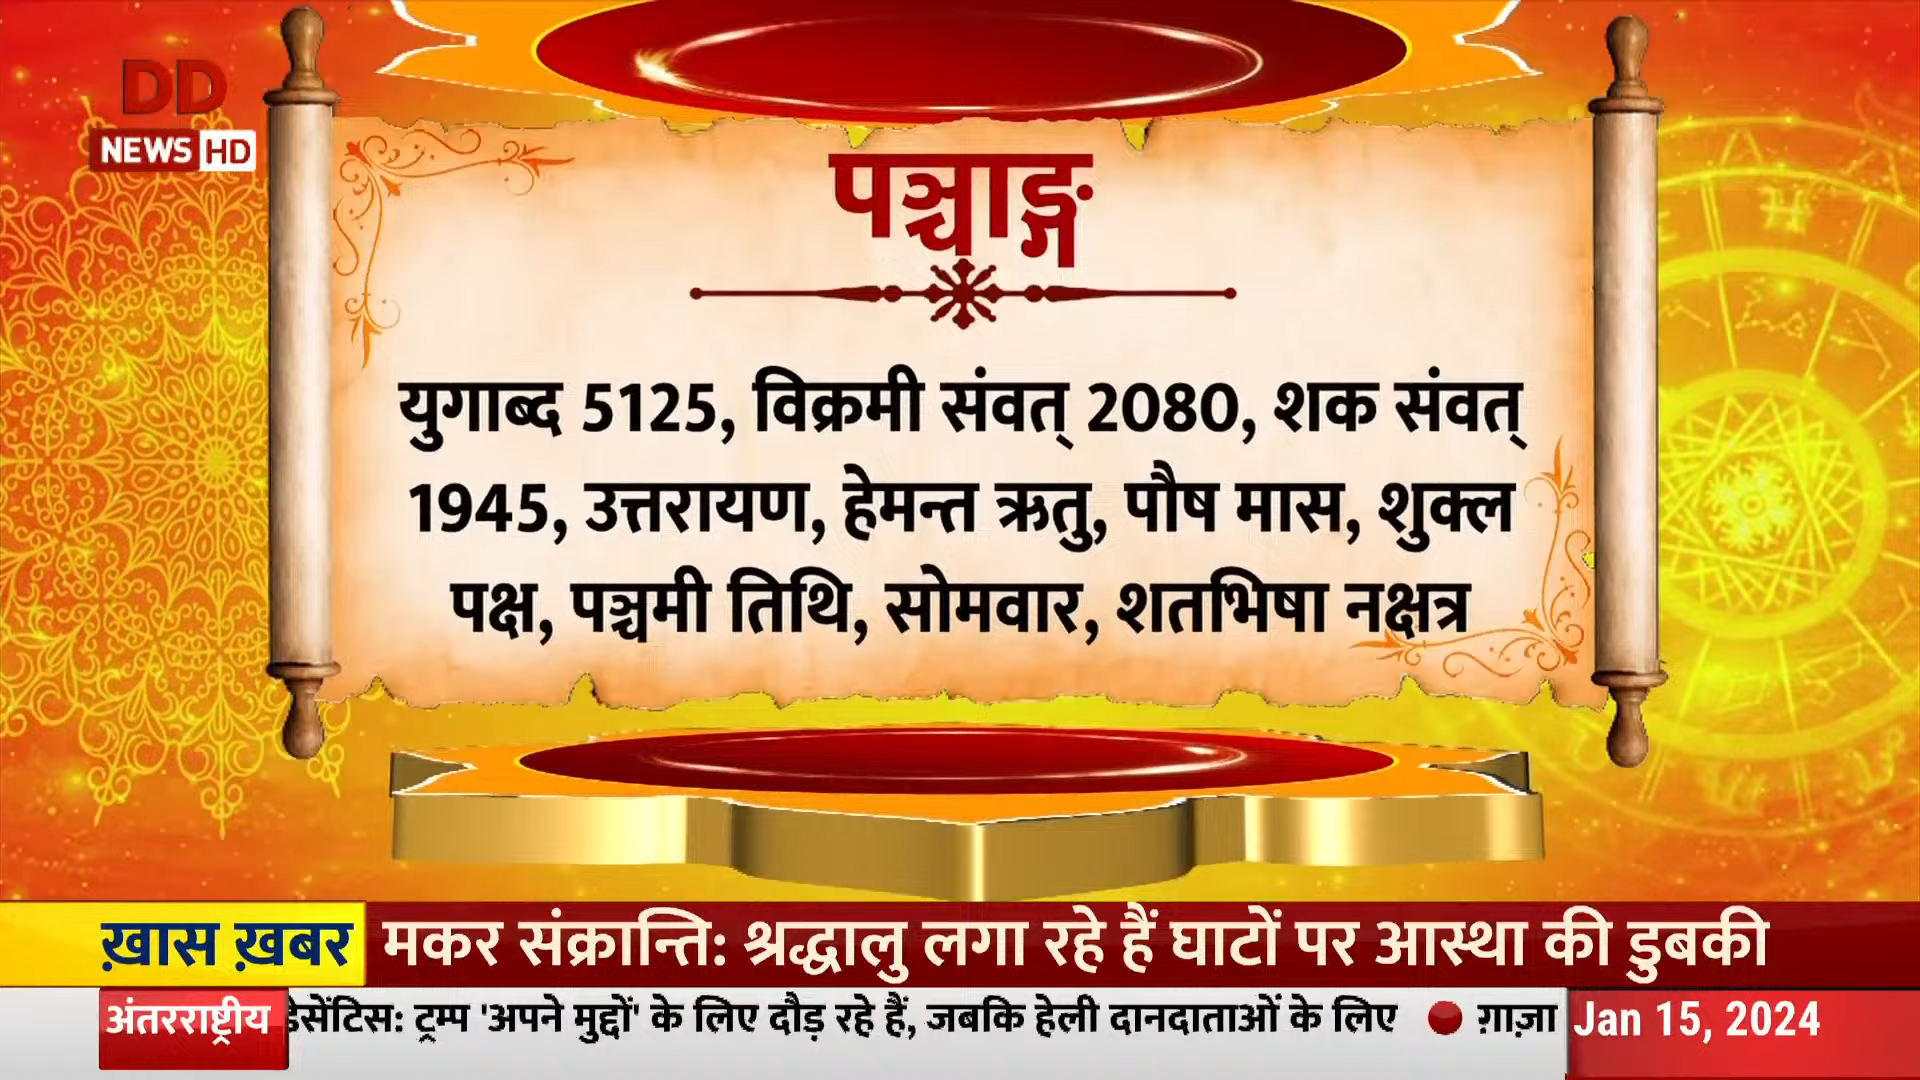 DD
NEWS HD
पञ्चाङ्ग
युगाब्द 5125, विक्रमी संवत् 2080, शक संवत्
1945, उत्तरायण, हेमन्त ऋतु, पौष मास, शुक्ल
पक्ष, पञ्चमी तिथि, सोमवार, शतभिषा नक्षत्र
ख़ास ख़बर मकर संक्रान्ति: श्रद्धालु लगा रहे हैं घाटों पर आस्था की डुबकी
अंतरराष्ट्रीय डेसेंटिस: ट्रम्प 'अपने मुद्दों' के लिए दौड़ रहे हैं, जबकि हेली दानदाताओं के लिए ग़ाज़ा Jan 15, 2024